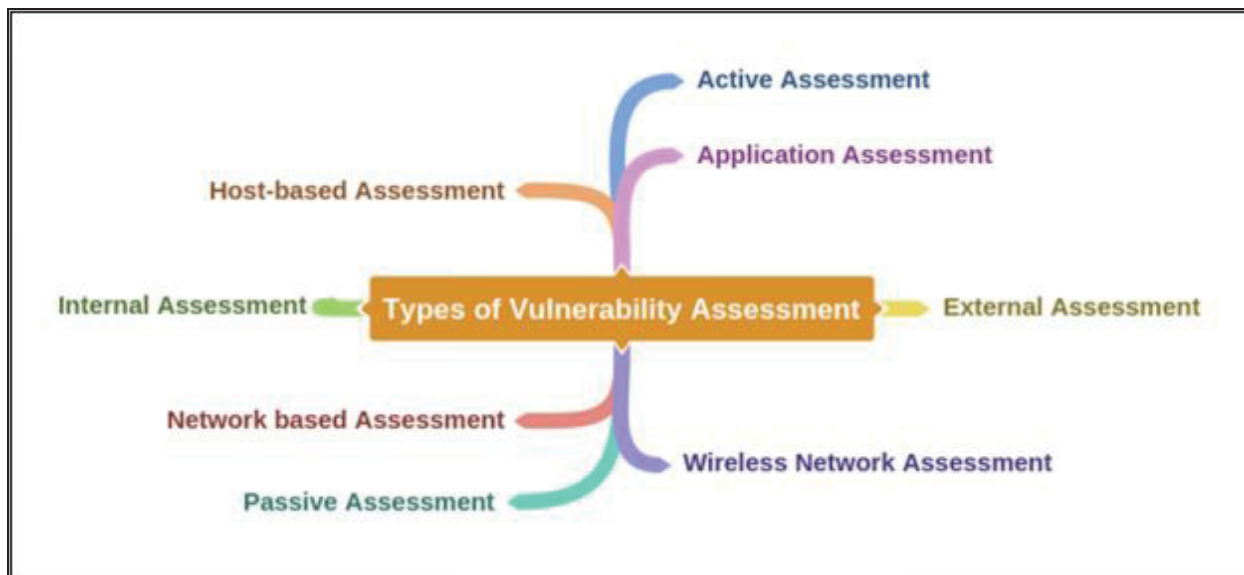 Active Assessment
Application Assessment
Host-based Assessment
Internal Assessment
Types of Vulnerability Assessment
External Assessment
Network based Assessment
Wireless Network Assessment
Passive Assessment